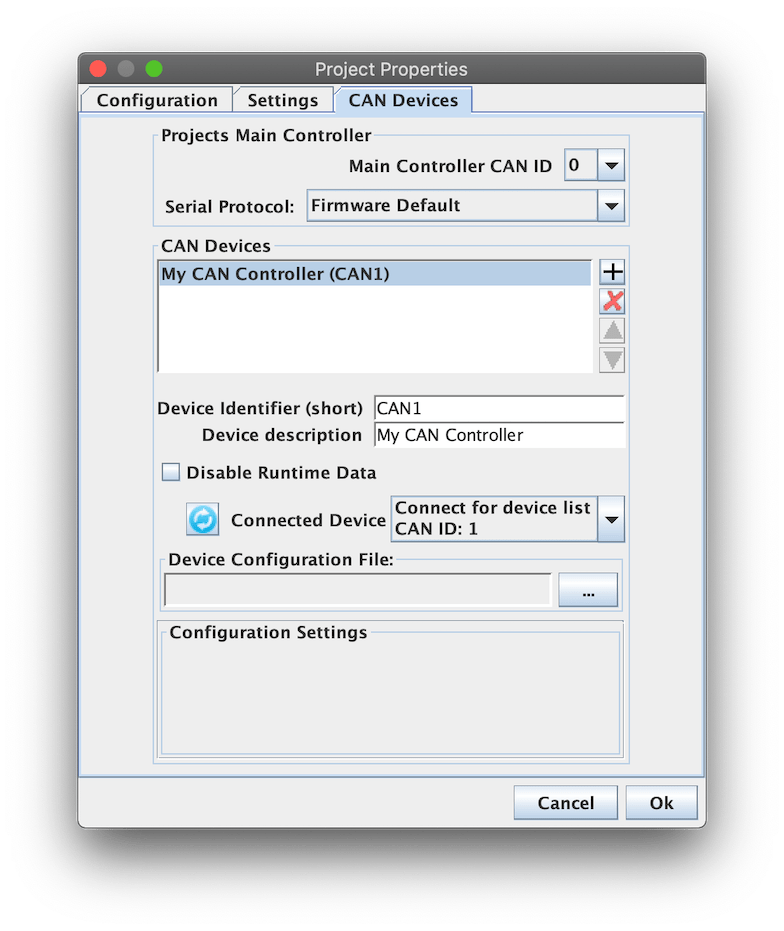 Project Properties
Configuration Settings CAN Devices
Projects Main Controller
Main Controller CAN ID 0
Serial Protocol: Firmware Default
CAN Devices
My CAN Controller (CAN1)
Device Identifier (short) CAN1
Device description My CAN Controller
Disable Runtime Data
Connected Device Connect for device list
CAN ID: 1
Device Configuration File:
...
Configuration Settings
Cancel Ok